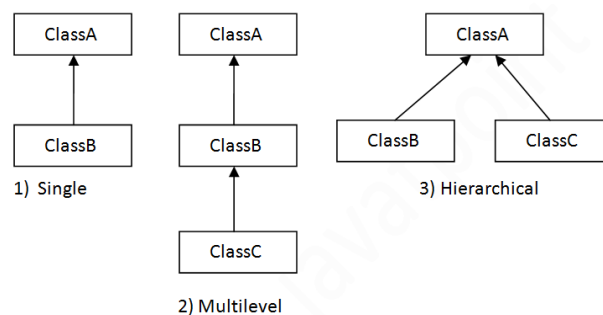 ClassA
ClassB
1) Single
ClassA
ClassB
ClassC
2) Multilevel
ClassA
ClassB
ClassC
3) Hierarchical